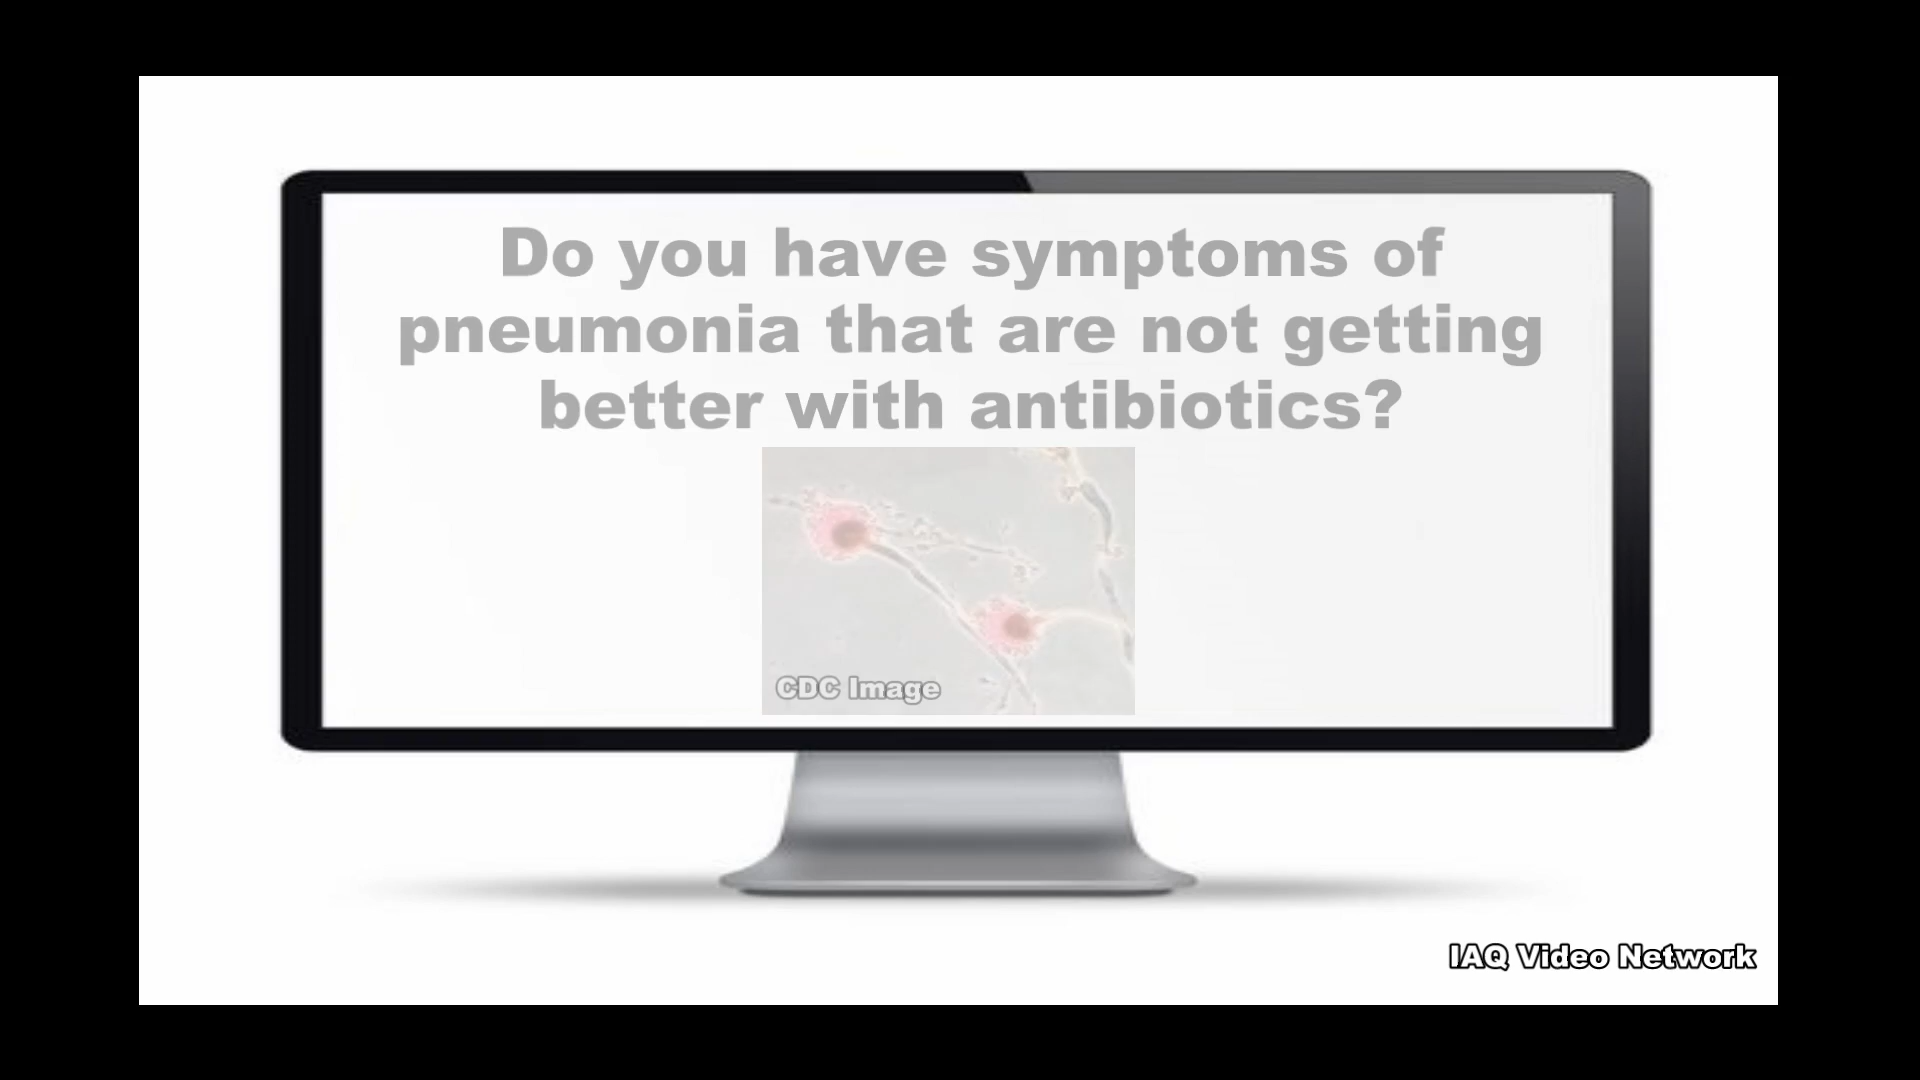 Do you have symptoms of
pneumonia that are not getting
better with antibiotics?
CDC Image
IAQ Video Network